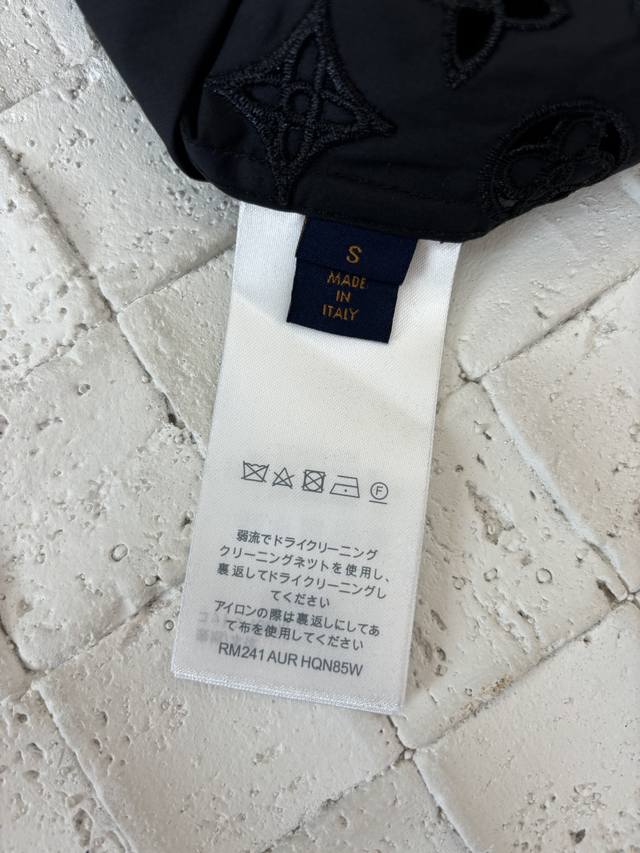 S
MADE
IN
ITALY
F
弱流でドライクリーニング
クリーニングネットを使用し、
裏返してドライクリーニングし
てください
アイロンの際は裏返しにしてあ
て布を使用してください
RM241 AUR HQN85W